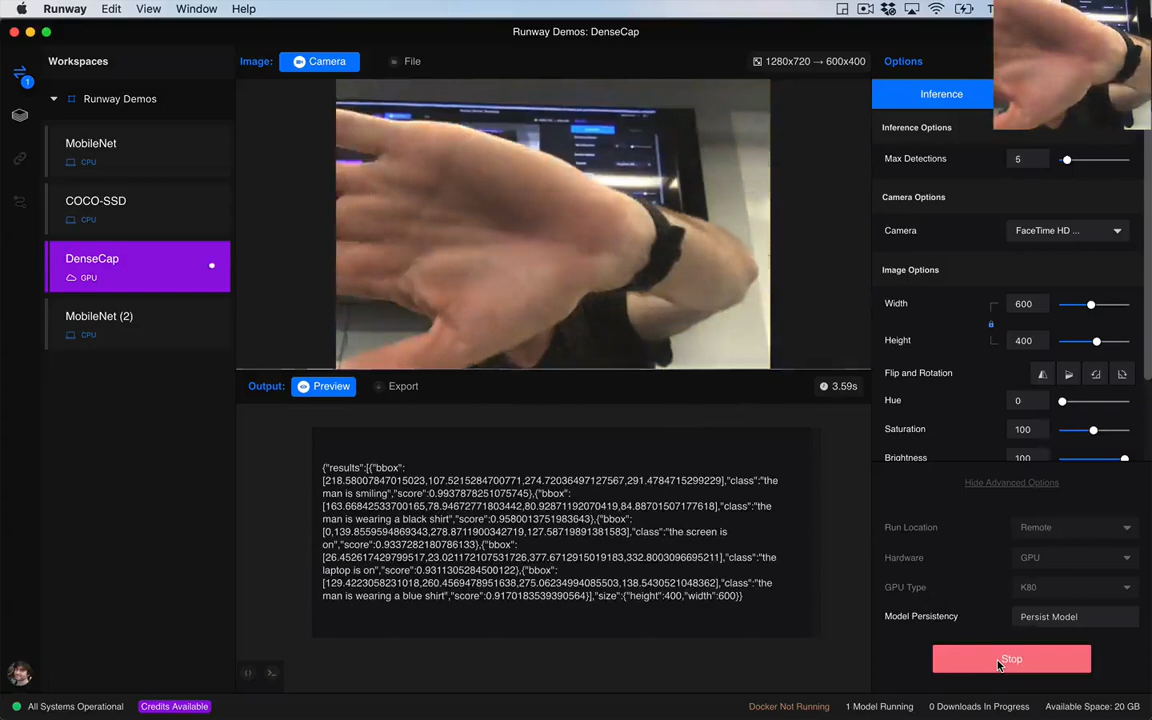 Runway Edit View Window Help
Runway Demos: DenseCap
Workspaces
1
Runway Demos
MobileNet
CPU
COCO-SSD
CPU
DenseCap
GPU
MobileNet (2)
CPU
Image: Camera File 1280x720 → 600x400
Output: Preview Export 3.59s
{"results":[{"bbox":
[218.58007847015023,107.5215284700771,274.72036497127567,291.4784715299229],"class":"the
man is smiling","score":0.9937878251075745},{"bbox":
[163.66842533700165,78.94672771803442,80.92871192070419,84.88701507177618],"class":"the
man is wearing a black shirt","score":0.9580013751983643},{"bbox":
[0,139.8559594869343,278.8711900342719,127.58719891381583],"class":"the screen is
on","score":0.9337282180786133},{"bbox":
[26.452617429799517,23.021172107531726,377.6712915019183,332.8003096695211],"class":"the
laptop is on","score":0.9311305284500122},{"bbox":
[129.4223058231018,260.4569478951638,275.06234994085503,138.5430521048362],"class":"the
man is wearing a blue shirt","score":0.9170183539390564}],"size":{"height":400,"width":600}}
Options
Inference
Inference Options
Max Detections 5
Camera Options
Camera FaceTime HD ...
Image Options
Width 600
Height 400
Flip and Rotation
Hue 0
Saturation 100
Brightness 100
Hide Advanced Options
Run Location Remote
Hardware GPU
GPU Type K80
Model Persistency Persist Model
Stop
All Systems Operational Credits Available Docker Not Running 1 Model Running 0 Downloads In Progress Available Space: 20 GB